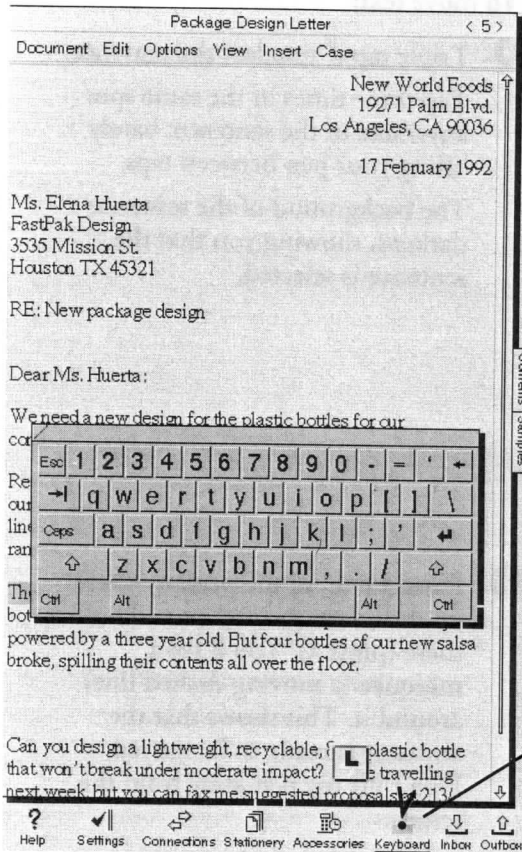 Package Design Letter < 5 >
Document Edit Options View Insert Case
New World Foods
19271 Palm Blvd.
Los Angeles, CA 90036
17 February 1992
Ms. Elena Huerta
FastPak Design
3535 Mission St.
Houston TX 45321
RE: New package design
Dear Ms. Huerta:
We need a new design for the plastic bottles for our
Esc 1 2 3 4 5 6 7 8 9 0 - = ‘
q w e r t y u i o p [ ] \
Caps a s d f g h j k l ; ’
z x c v b n m , . /
Ctrl Alt Alt Ctrl
powered by a three year old. But four bottles of our new salsa
broke, spilling their contents all over the floor.
Can you design a lightweight, recyclable, plastic bottle
that won't break under moderate impact? travelling
next week, but you can fax me suggested proposals 213/
Contents Samples
Help Settings Connections Stationery Accessories Keyboard Inbox Outbox